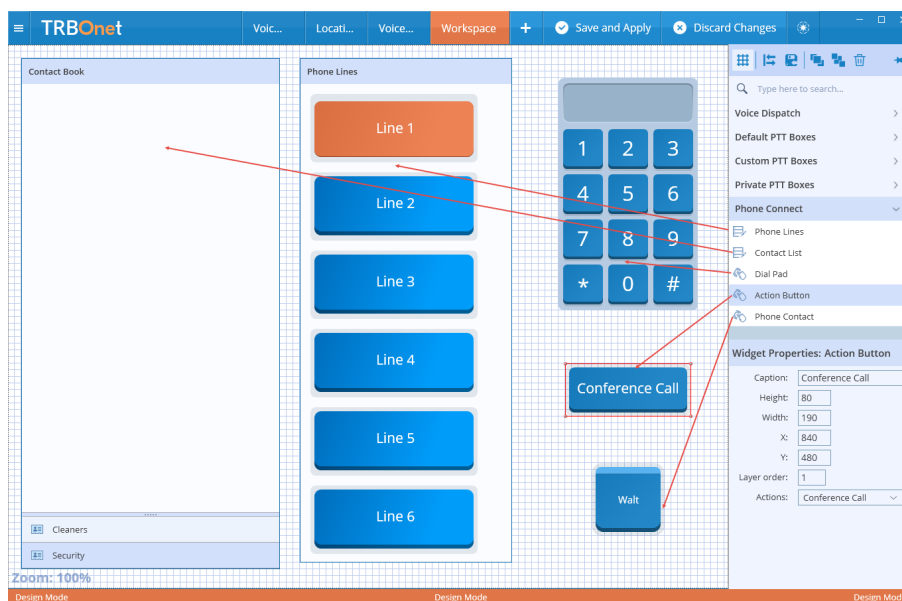 TRBOnet
Voic...
Locati...
Voice...
Workspace
+
Save and Apply
Discard Changes
Contact Book
Cleaners
Security
Zoom: 100%
Phone Lines
Line 1
Line 2
Line 3
Line 4
Line 5
Line 6
1 2 3
4 5 6
7 8 9
* 0 #
Conference Call
Walt
Type here to search...
Voice Dispatch
Default PTT Boxes
Custom PTT Boxes
Private PTT Boxes
Phone Connect
Phone Lines
Contact List
Dial Pad
Action Button
Phone Contact
Widget Properties: Action Button
Caption: Conference Call
Height: 80
Width: 190
X: 840
Y: 480
Layer order: 1
Actions: Conference Call
Design Mode
Design Mode
Design Mod